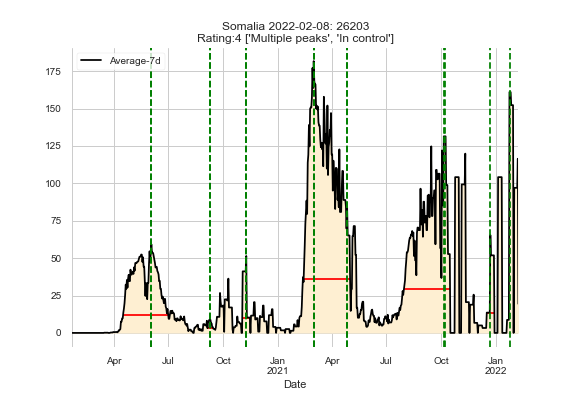 Somalia 2022-02-08: 26203
Rating:4 ['Multiple peaks', 'In control']
Average-7d
175
150
125
100
75
50
25
0
Apr Jul Oct Jan Apr Jul Oct Jan
2021 2022
Date